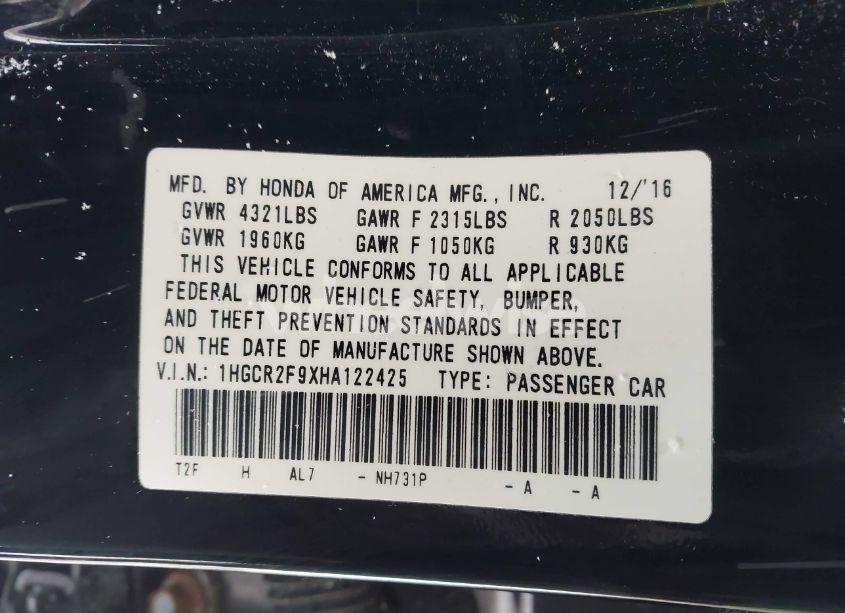 MFD. BY HONDA OF AMERICA MFG., INC. 12/'16
GVWR 4321LBS GAWR F 2315LBS R 2050LBS
GVWR 1960KG GAWR F 1050KG R 930KG
THIS VEHICLE CONFORMS TO ALL APPLICABLE
FEDERAL MOTOR VEHICLE SAFETY, BUMPER,
AND THEFT PREVENTION STANDARDS IN EFFECT
ON THE DATE OF MANUFACTURE SHOWN ABOVE.
V.I.N.: 1HGCR2F9XHA122425 TYPE: PASSENGER CAR
T2F H AL7 - NH731P - A - A